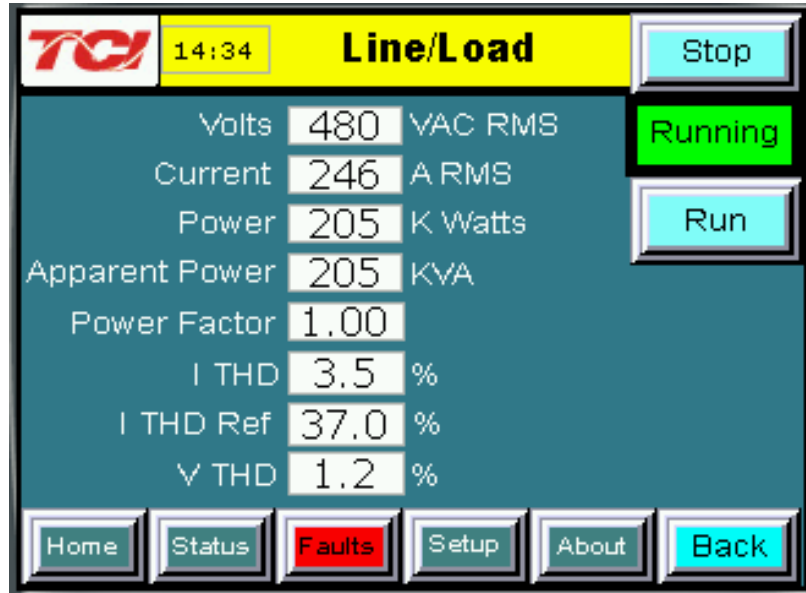 TCI 14:34 Line/Load Stop
Volts 480 VAC RMS Running
Current 246 A RMS
Power 205 K Watts Run
Apparent Power 205 KVA
Power Factor 1.00
I THD 3.5 %
I THD Ref 37.0 %
V THD 1.2 %
Home Status Faults Setup About Back